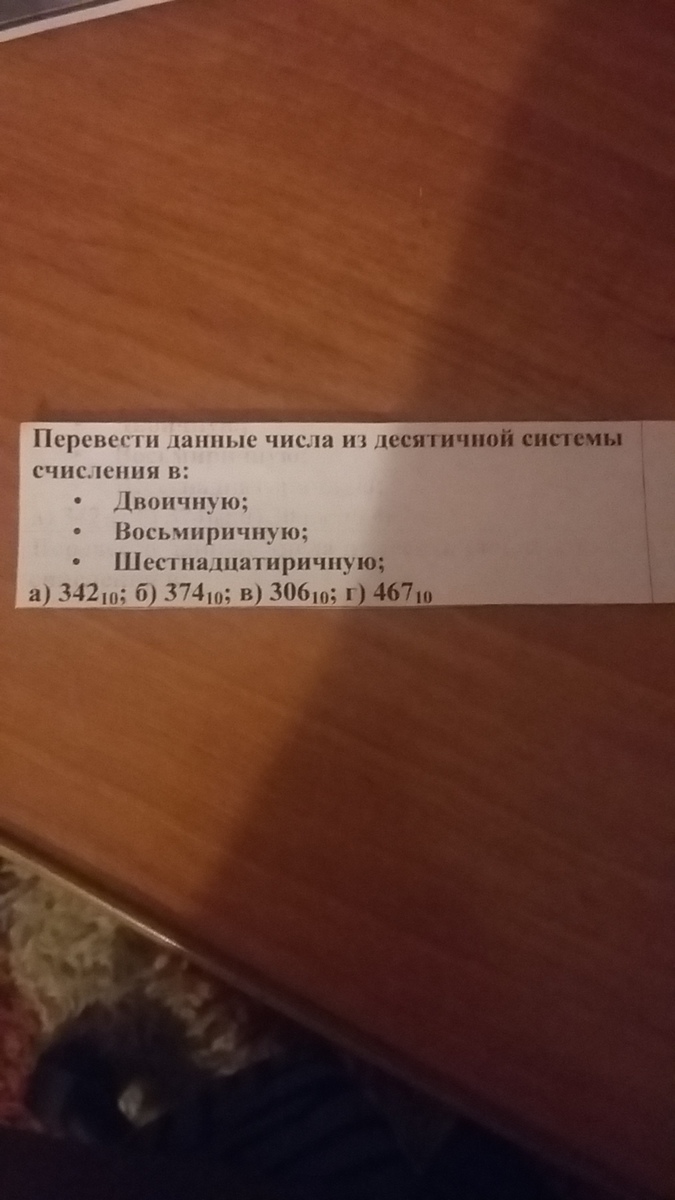 Перевести данные числа из десятичной системы
счисления в:
• Двоичную;
• Восьмиричную;
• Шестнадцатиричную;
а) 342₁₀; б) 374₁₀; в) 306₁₀; г) 467₁₀